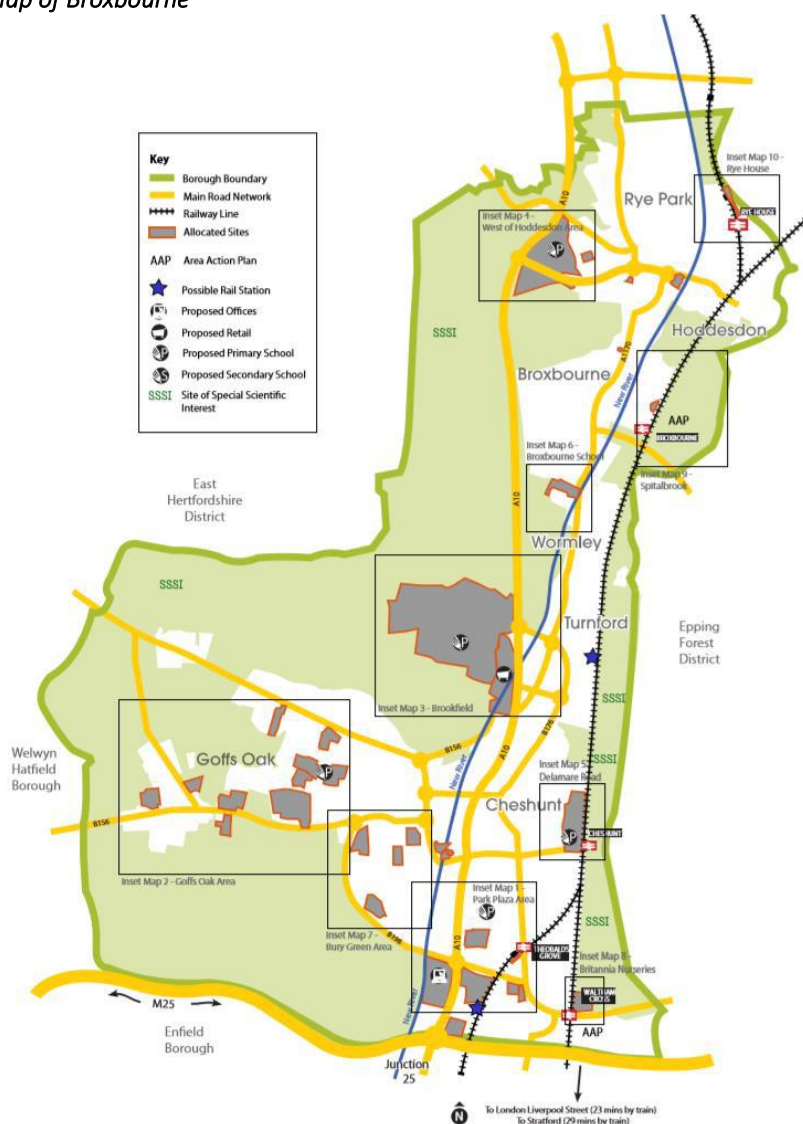 Map of Broxbourne
Key
Borough Boundary
Main Road Network
Railway Line
Allocated Sites
AAP Area Action Plan
Possible Rail Station
Proposed Offices
Proposed Retail
P Proposed Primary School
S Proposed Secondary School
SSSI Site of Special Scientific
Interest
Inset Map 10 -
Rye House
Rye Park
RYE HOUSE
A10
Inset Map 4 -
West of Hoddesdon Area
P
SSSI
Hoddesdon
A1170
New River
Broxbourne
AAP
BROXBOURNE
Inset Map 6 -
Broxbourne School
Inset Map 9 -
Spitalbrook
East
Hertfordshire
District
A10
Wormley
SSSI
Turnford
Epping
Forest
District
P
SSSI
Inset Map 3 - Brookfield
Welwyn
Hatfield
Borough
Goffs Oak
P
B156
A10
B176
New River
SSSI
Inset Map 5 -
Delamare Road
Cheshunt
B156
P
CHESHUNT
Inset Map 2 - Goffs Oak Area
Inset Map 1 -
Park Plaza Area
P
SSSI
Inset Map 7 -
Bury Green Area
B198
A10
THEOBALDS
GROVE
Inset Map 8 -
Britannia Nurseries
WALTHAM
CROSS
New River
M25
AAP
Enfield
Borough
Junction
25
N
To London Liverpool Street (23 mins by train)
To Stratford (29 mins by train)